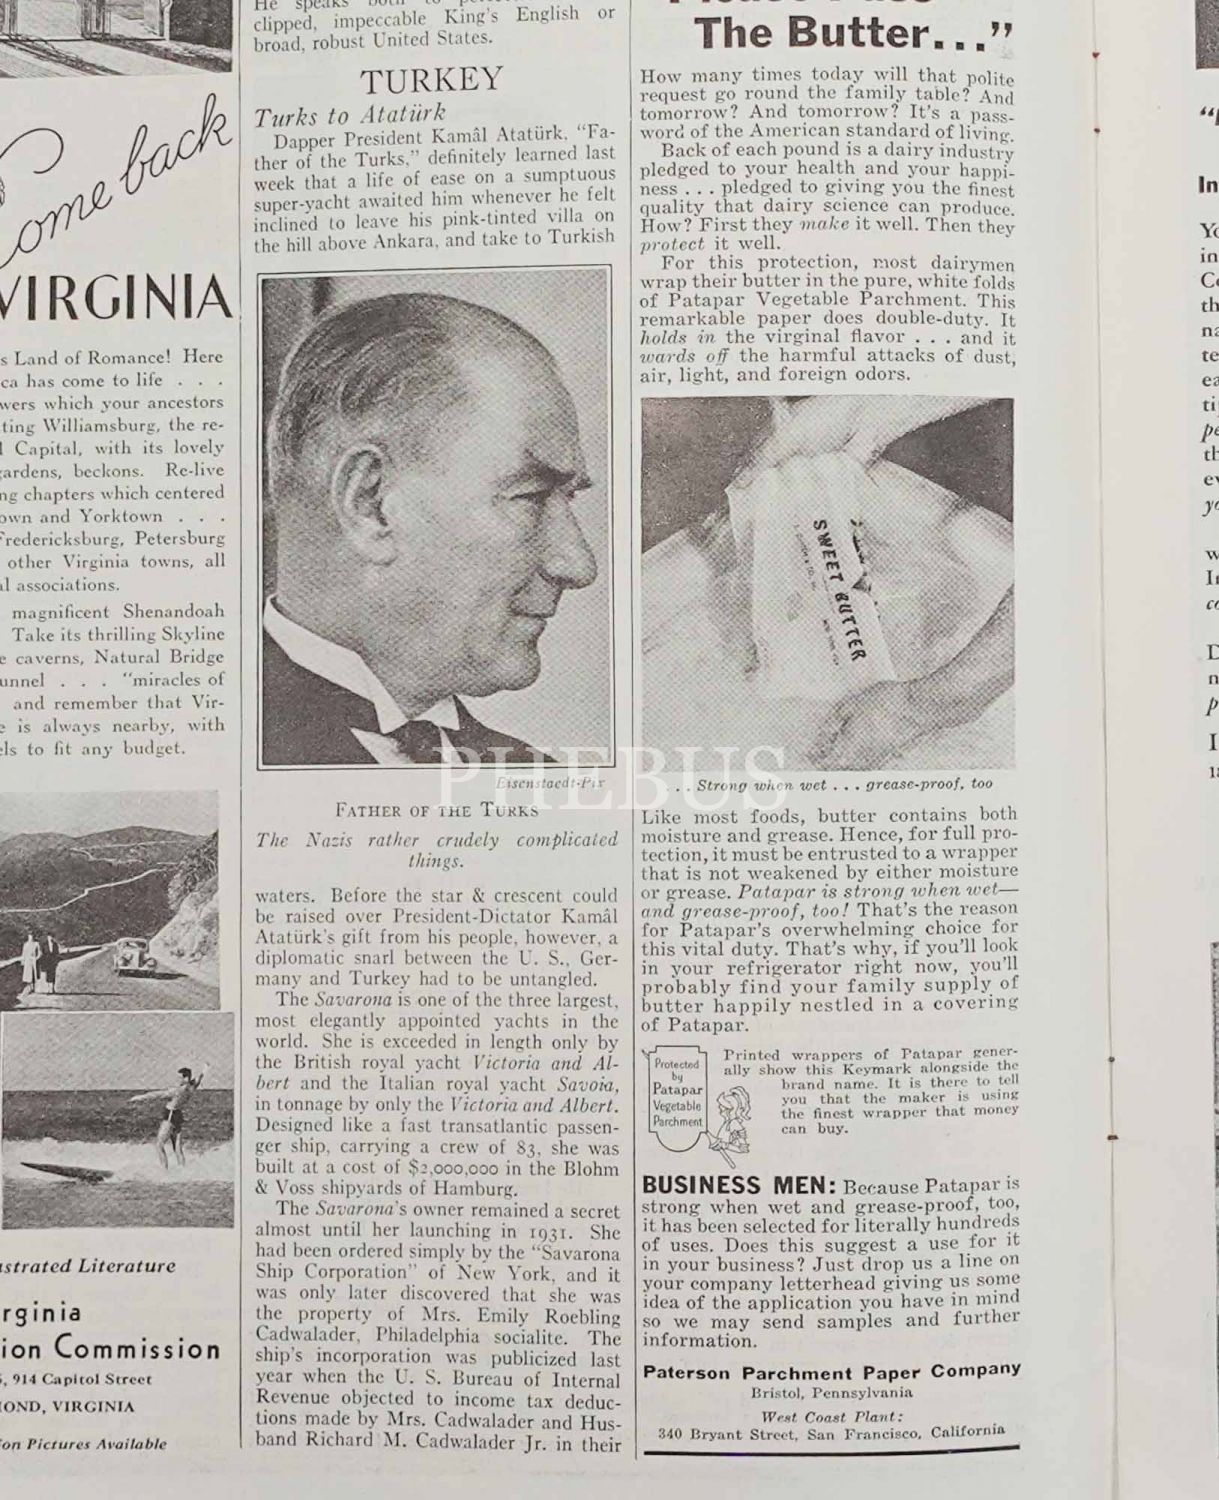 ome back
VIRGINIA
s Land of Romance! Here
ca has come to life . . .
wers which your ancestors
ting Williamsburg, the re-
l Capital, with its lovely
ardens, beckons. Re-live
ng chapters which centered
own and Yorktown . . .
Fredericksburg, Petersburg
other Virginia towns, all
al associations.
magnificent Shenandoah
Take its thrilling Skyline
e caverns, Natural Bridge
unnel . . . "miracles of
and remember that Vir-
e is always nearby, with
els to fit any budget.
ustrated Literature
rginia
ion Commission
5, 914 Capitol Street
OND, VIRGINIA
on Pictures Available
He speaks both to
clipped, impeccable King's English or
broad, robust United States.
TURKEY
Turks to Atatürk
Dapper President Kamâl Atatürk, "Fa-
ther of the Turks," definitely learned last
week that a life of ease on a sumptuous
super-yacht awaited him whenever he felt
inclined to leave his pink-tinted villa on
the hill above Ankara, and take to Turkish
Eisenstaedt-Pix
FATHER OF THE TURKS
The Nazis rather crudely complicated
things.
waters. Before the star & crescent could
be raised over President-Dictator Kamâl
Atatürk's gift from his people, however, a
diplomatic snarl between the U. S., Ger-
many and Turkey had to be untangled.
The Savarona is one of the three largest,
most elegantly appointed yachts in the
world. She is exceeded in length only by
the British royal yacht Victoria and Al-
bert and the Italian royal yacht Savoia,
in tonnage by only the Victoria and Albert.
Designed like a fast transatlantic passen-
ger ship, carrying a crew of 83, she was
built at a cost of $2,000,000 in the Blohm
& Voss shipyards of Hamburg.
The Savarona's owner remained a secret
almost until her launching in 1931. She
had been ordered simply by the "Savarona
Ship Corporation" of New York, and it
was only later discovered that she was
the property of Mrs. Emily Roebling
Cadwalader, Philadelphia socialite. The
ship's incorporation was publicized last
year when the U. S. Bureau of Internal
Revenue objected to income tax deduc-
tions made by Mrs. Cadwalader and Hus-
band Richard M. Cadwalader Jr. in their
The Butter..."
How many times today will that polite
request go round the family table? And
tomorrow? And tomorrow? It's a pass-
word of the American standard of living.
Back of each pound is a dairy industry
pledged to your health and your happi-
ness . . . pledged to giving you the finest
quality that dairy science can produce.
How? First they make it well. Then they
protect it well.
For this protection, most dairymen
wrap their butter in the pure, white folds
of Patapar Vegetable Parchment. This
remarkable paper does double-duty. It
holds in the virginal flavor . . . and it
wards off the harmful attacks of dust,
air, light, and foreign odors.
SWEET BUTTER
. . . Strong when wet . . . grease-proof, too
Like most foods, butter contains both
moisture and grease. Hence, for full pro-
tection, it must be entrusted to a wrapper
that is not weakened by either moisture
or grease. Patapar is strong when wet—
and grease-proof, too! That's the reason
for Patapar's overwhelming choice for
this vital duty. That's why, if you'll look
in your refrigerator right now, you'll
probably find your family supply of
butter happily nestled in a covering
of Patapar.
Protected
by
Patapar
Vegetable
Parchment
Printed wrappers of Patapar gener-
ally show this Keymark alongside the
brand name. It is there to tell
you that the maker is using
the finest wrapper that money
can buy.
BUSINESS MEN: Because Patapar is
strong when wet and grease-proof, too,
it has been selected for literally hundreds
of uses. Does this suggest a use for it
in your business? Just drop us a line on
your company letterhead giving us some
idea of the application you have in mind
so we may send samples and further
information.
Paterson Parchment Paper Company
Bristol, Pennsylvania
West Coast Plant:
340 Bryant Street, San Francisco, California
PHEBUS